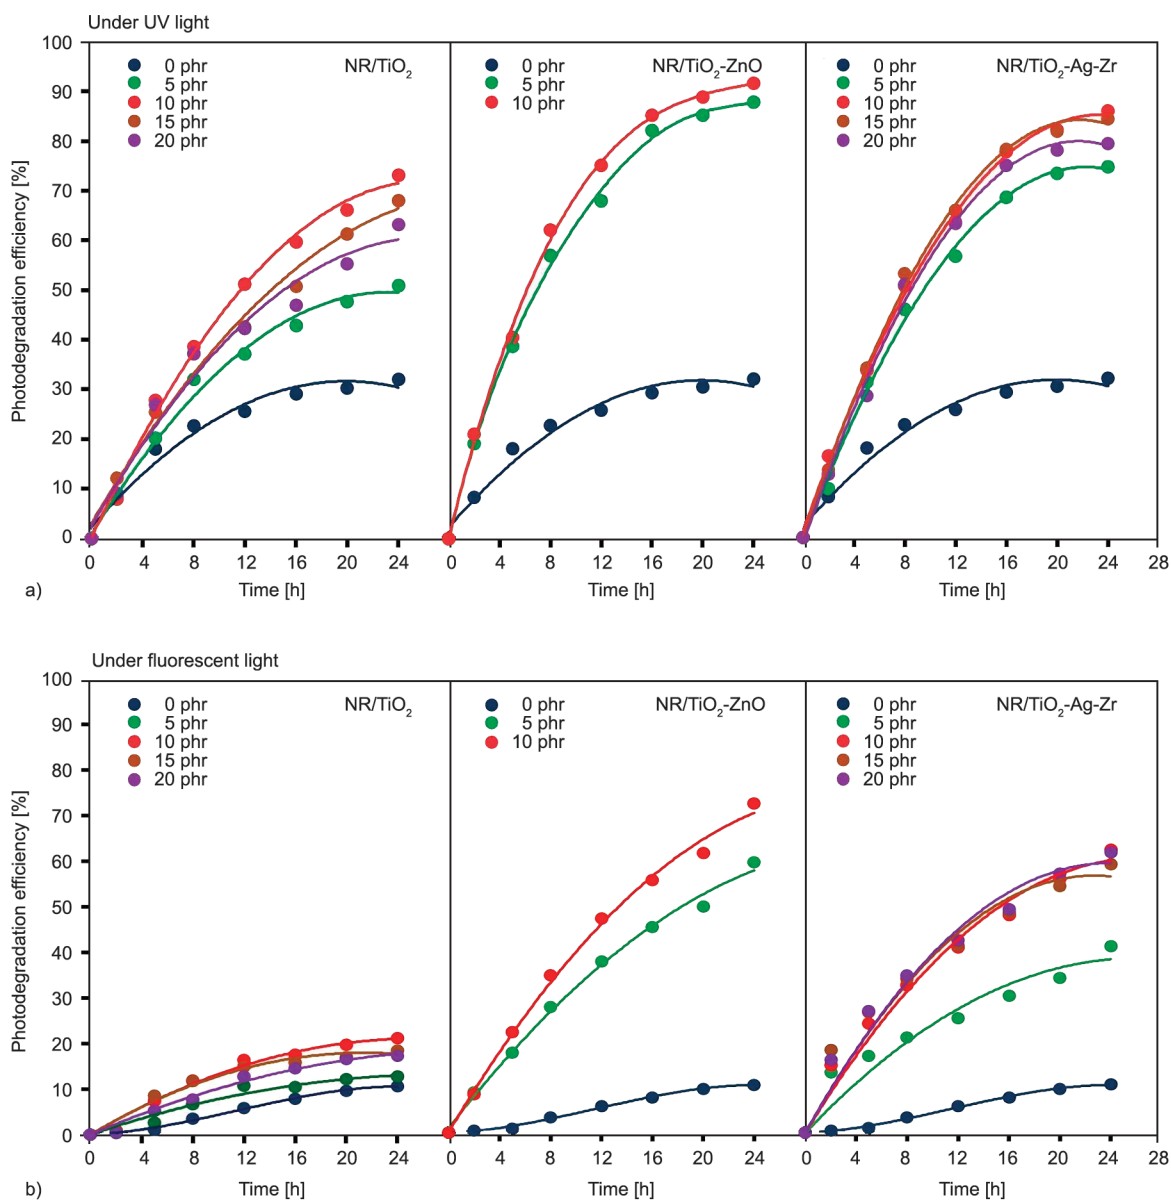 Under UV light
100
90
80
70
60
50
40
30
20
10
0
Photodegradation efficiency [%]
0 phr
5 phr
10 phr
15 phr
20 phr
NR/TiO2
0 phr
5 phr
10 phr
NR/TiO2-ZnO
0 phr
5 phr
10 phr
15 phr
20 phr
NR/TiO2-Ag-Zr
0 4 8 12 16 20 24
0 4 8 12 16 20 24
0 4 8 12 16 20 24 28
a) Time [h] Time [h] Time [h]
Under fluorescent light
100
90
80
70
60
50
40
30
20
10
0
Photodegradation efficiency [%]
0 phr
5 phr
10 phr
15 phr
20 phr
NR/TiO2
0 phr
5 phr
10 phr
NR/TiO2-ZnO
0 phr
5 phr
10 phr
15 phr
20 phr
NR/TiO2-Ag-Zr
0 4 8 12 16 20 24
0 4 8 12 16 20 24
0 4 8 12 16 20 24 28
b) Time [h] Time [h] Time [h]